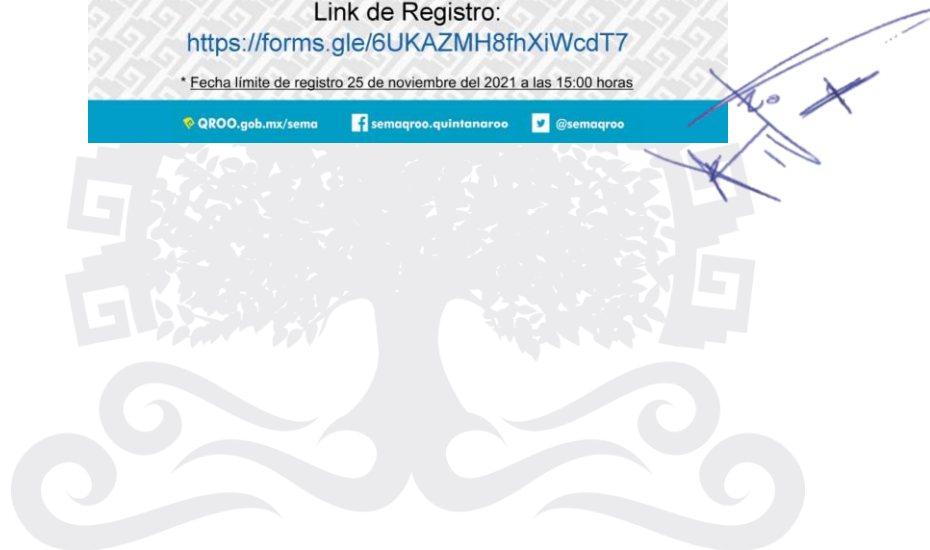 Link de Registro:
https://forms.gle/6UKAZMH8fhXiWcdT7
* Fecha límite de registro 25 de noviembre del 2021 a las 15:00 horas
QROO.gob.mx/sema semaqroo.quintanaroo @semaqroo